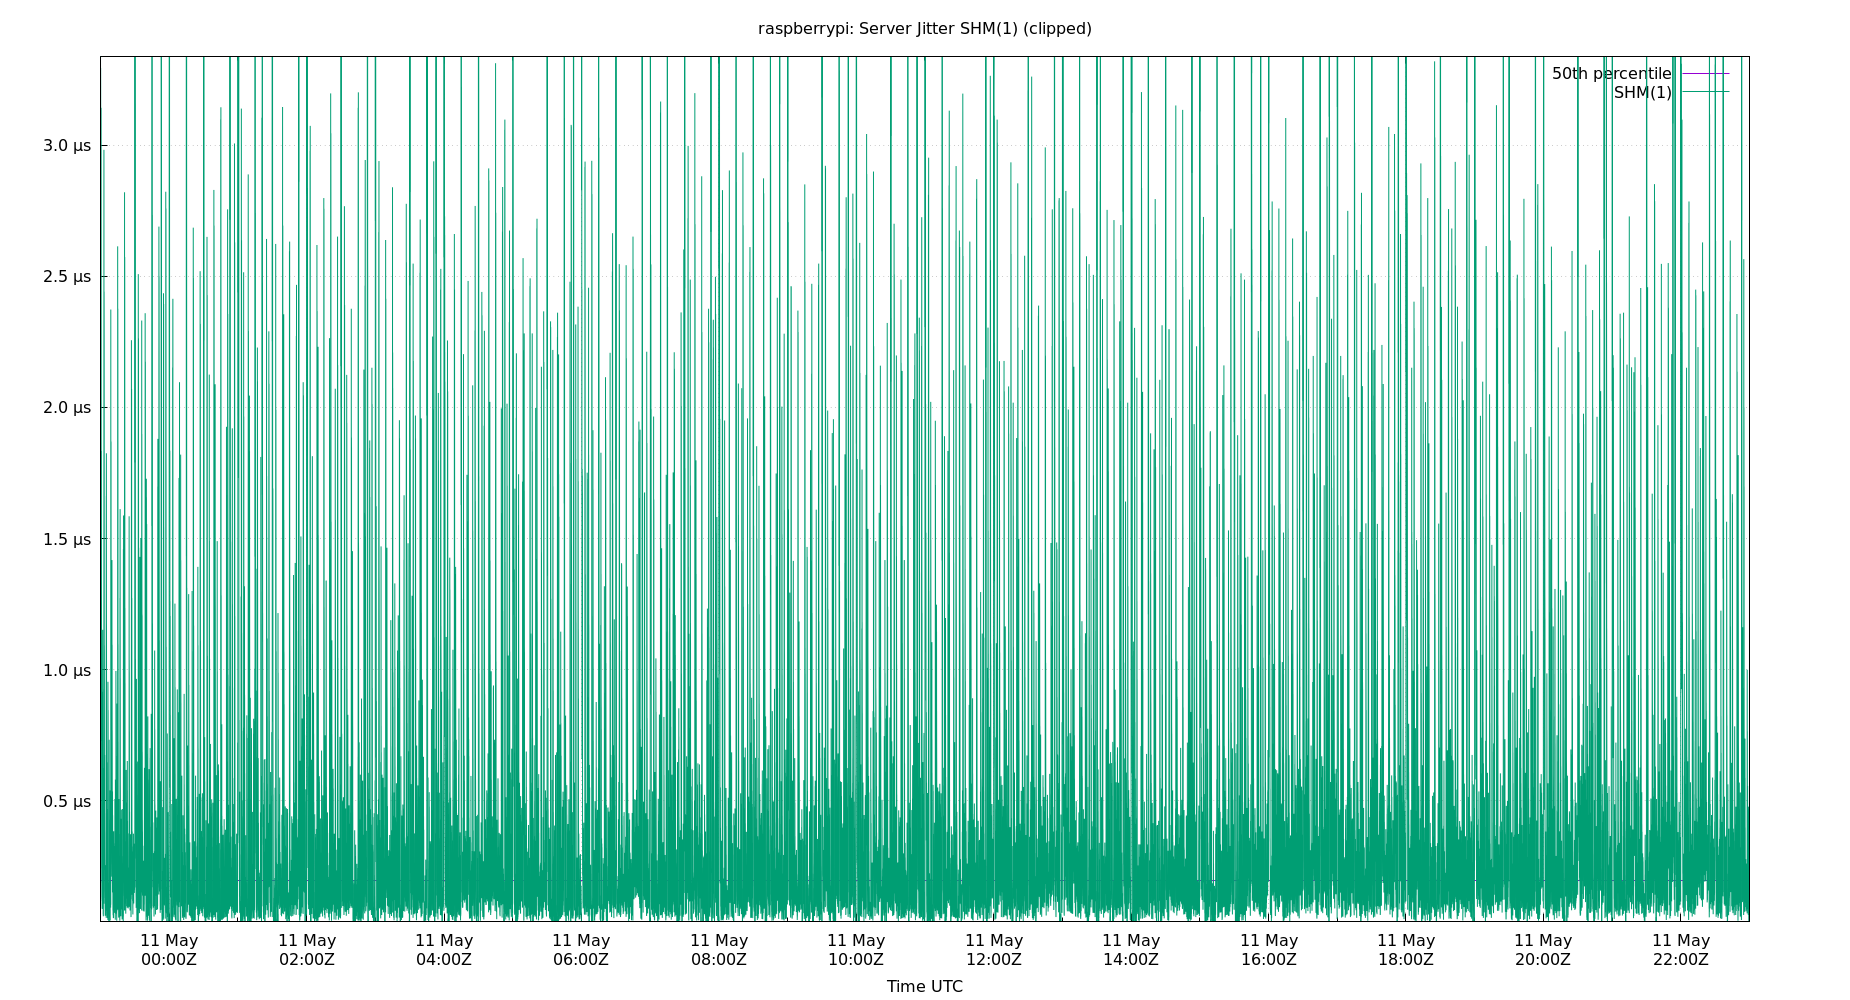 raspberrypi: Server Jitter SHM(1) (clipped)
50th percentile
SHM(1)
3.0 μs
2.5 μs
2.0 μs
1.5 μs
1.0 μs
0.5 μs
11 May 11 May 11 May 11 May 11 May 11 May 11 May 11 May 11 May 11 May 11 May 11 May
00:00Z 02:00Z 04:00Z 06:00Z 08:00Z 10:00Z 12:00Z 14:00Z 16:00Z 18:00Z 20:00Z 22:00Z
Time UTC